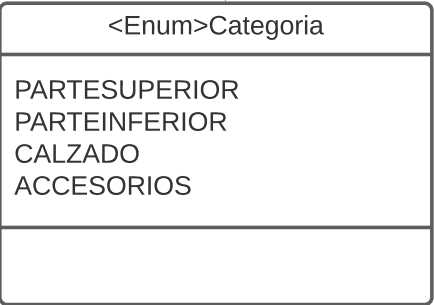 <Enum>Categoria
PARTESUPERIOR
PARTEINFERIOR
CALZADO
ACCESORIOS